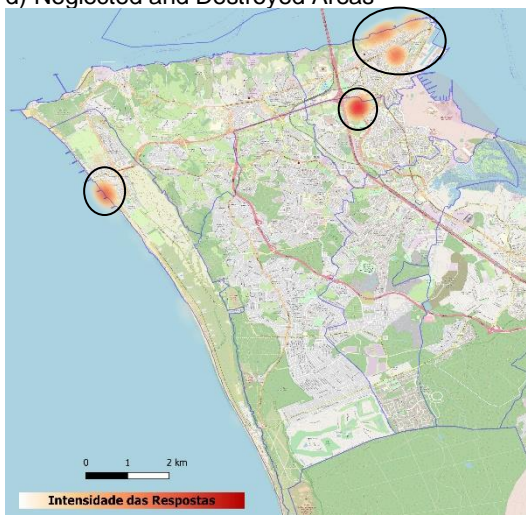 d) Neglected and Destroyed Areas
0 1 2 km
Intensidade das Respostas